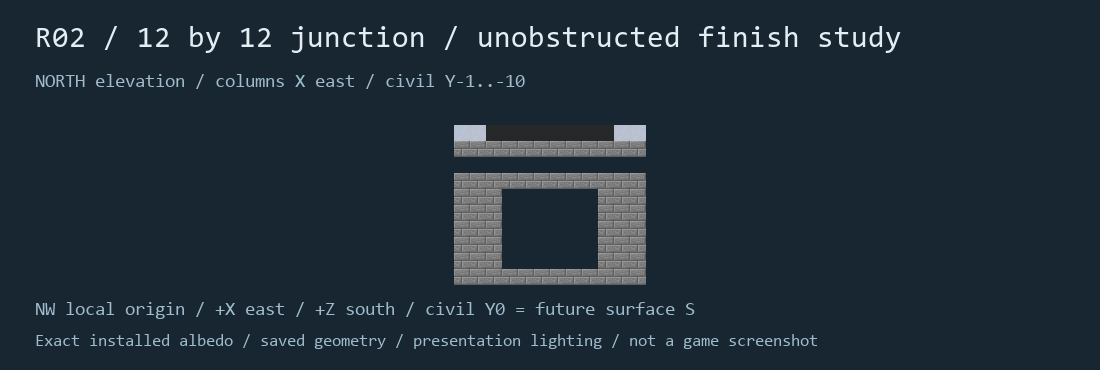 R02 / 12 by 12 junction / unobstructed finish study
NORTH elevation / columns X east / civil Y-1..-10
NW local origin / +X east / +Z south / civil Y0 = future surface S
Exact installed albedo / saved geometry / presentation lighting / not a game screenshot